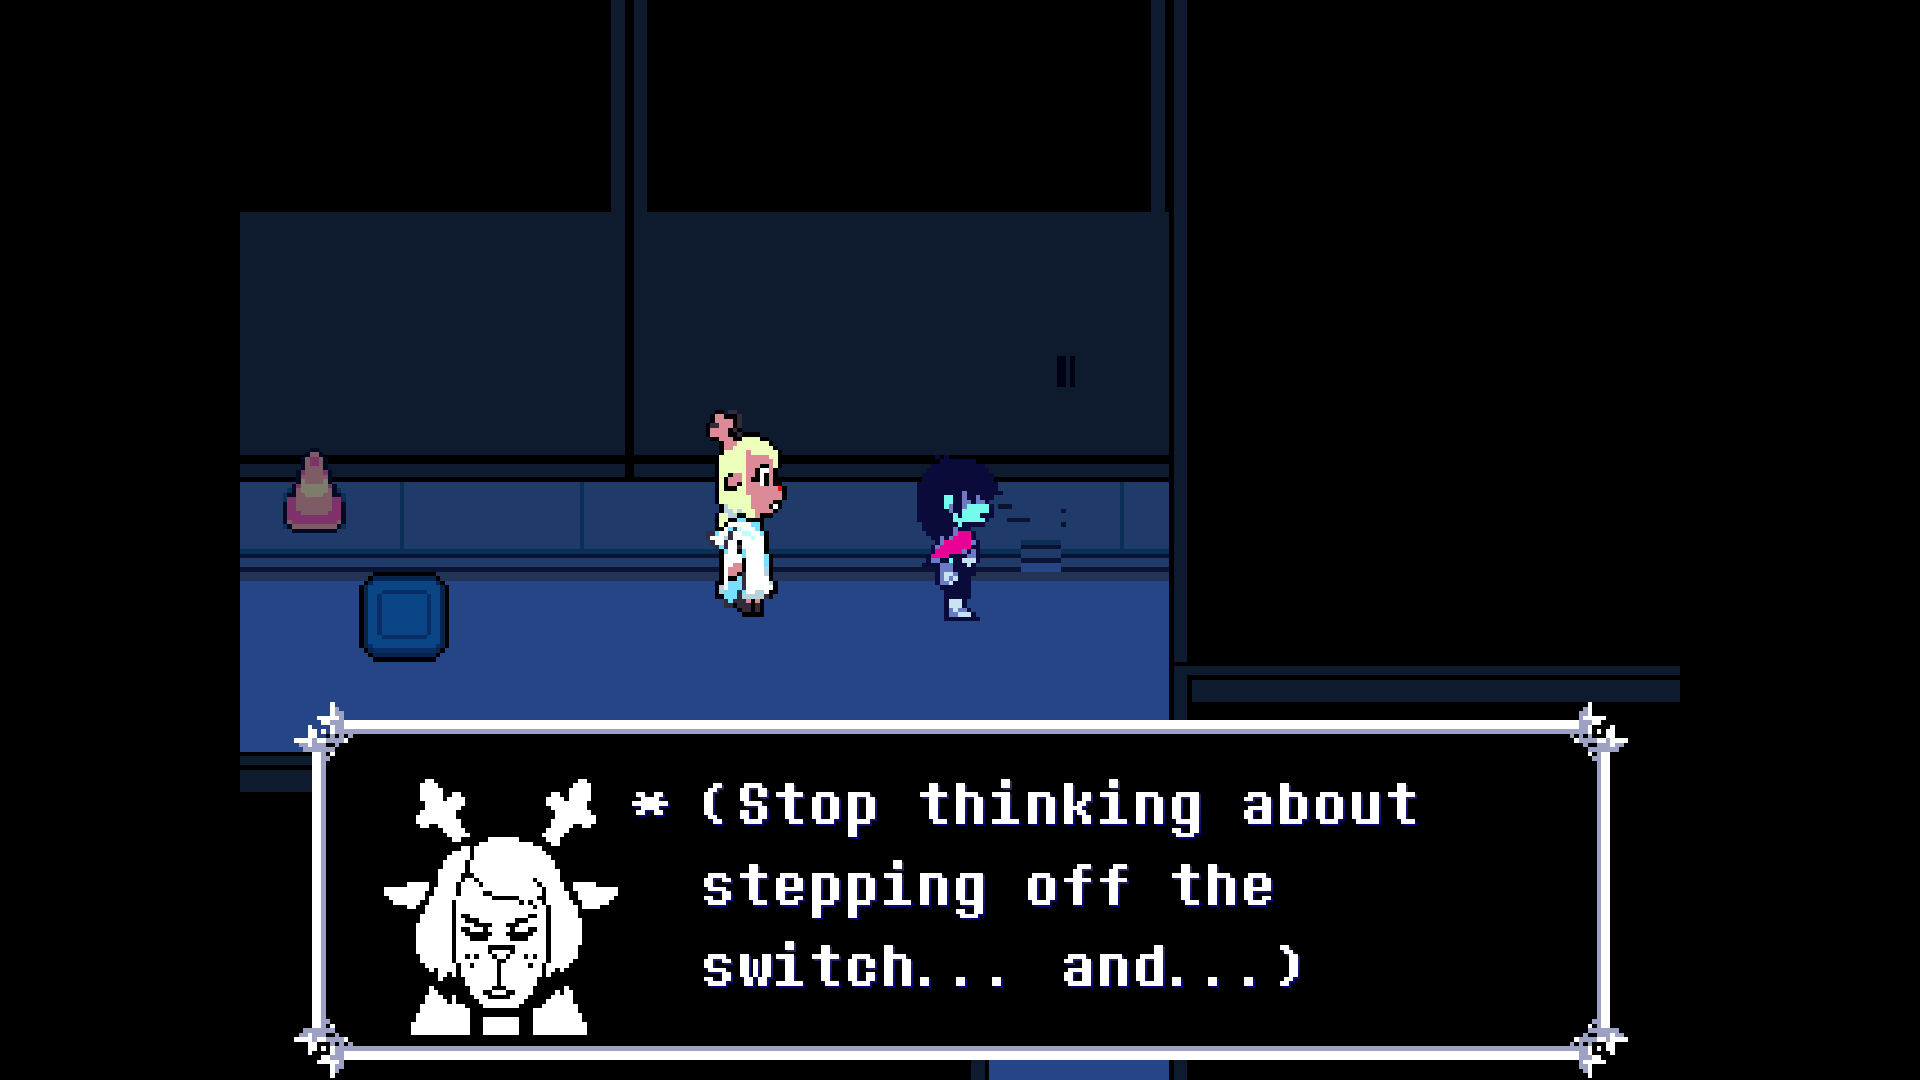 * (Stop thinking about
stepping off the
switch... and...)